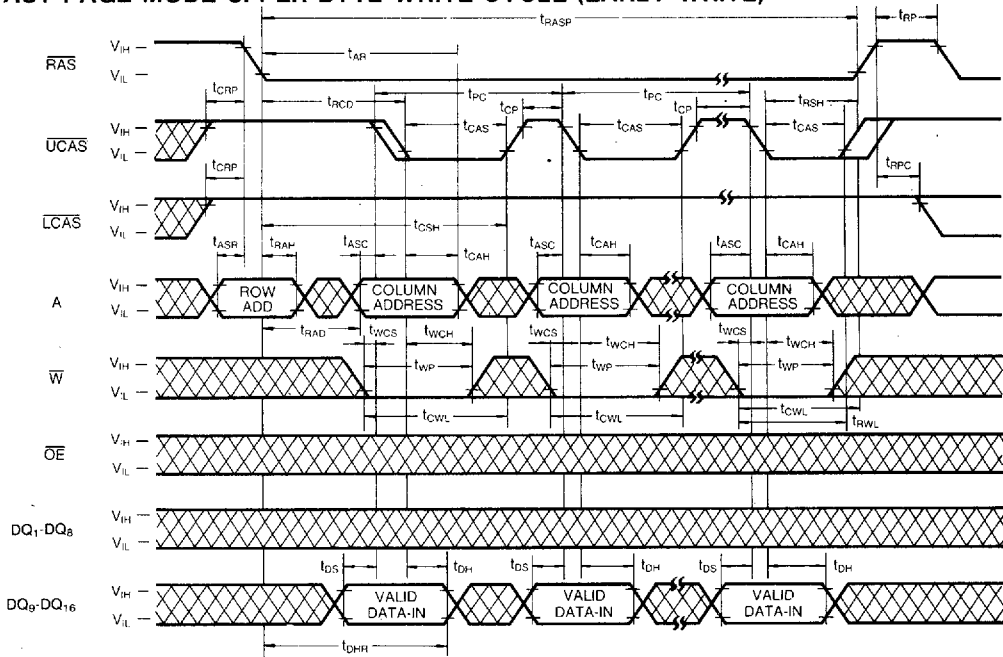 FAST PAGE MODE UPPER BYTE WRITE CYCLE (EARLY WRITE)
tRASP
tRP
tAR
RAS
VIH
VIL
tCRP
tRCD
tPC
tCP
tPC
tCP
tRSH
UCAS
VIH
VIL
tCAS
tCAS
tCAS
tCRP
tRPC
LCAS
VIH
VIL
tCSH
tASR
tRAH
tASC
tCAH
tASC
tCAH
tASC
tCAH
A
VIH
VIL
ROW ADD
COLUMN ADDRESS
COLUMN ADDRESS
COLUMN ADDRESS
tRAD
tWCS
tWCH
tWCS
tWCH
tWCS
tWCH
W
VIH
VIL
tWP
tWP
tWP
tCWL
tCWL
tCWL
tRWL
OE
VIH
VIL
DQ1-DQ8
VIH
VIL
tDS
tDH
tDS
tDH
tDS
tDH
DQ9-DQ16
VIH
VIL
VALID DATA-IN
VALID DATA-IN
VALID DATA-IN
tDHR